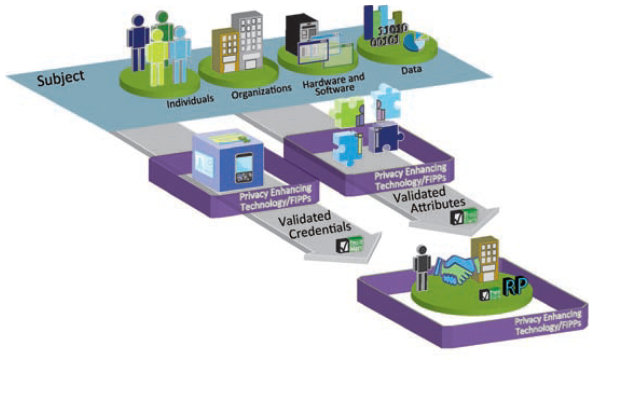 Subject
Individuals
Organizations
Hardware and
Software
Data
Privacy Enhancing
Technology/FIPPs
Privacy Enhancing
Technology/FIPPs
Validated
Credentials
Validated
Attributes
RP
Privacy Enhancing
Technology/FIPPs